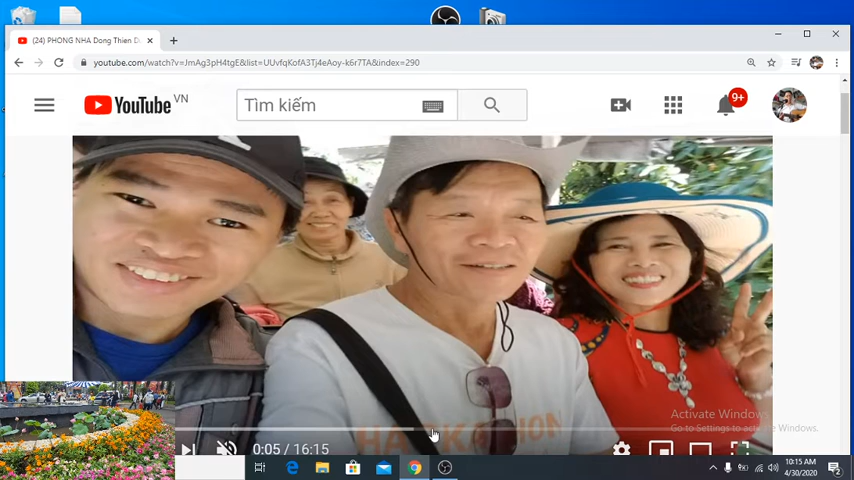 (24) PHONG NHA Dong Thien D
youtube.com/watch?v=JmAg3pH4tgE&list=UUvfqKofA3Tj4eAoy-k6r7TA&index=290
YouTube VN
Tìm kiếm
9+
Activate Windows
Go to Settings to activate Windows.
0:05 / 16:15
10:15 AM
4/30/2020
2